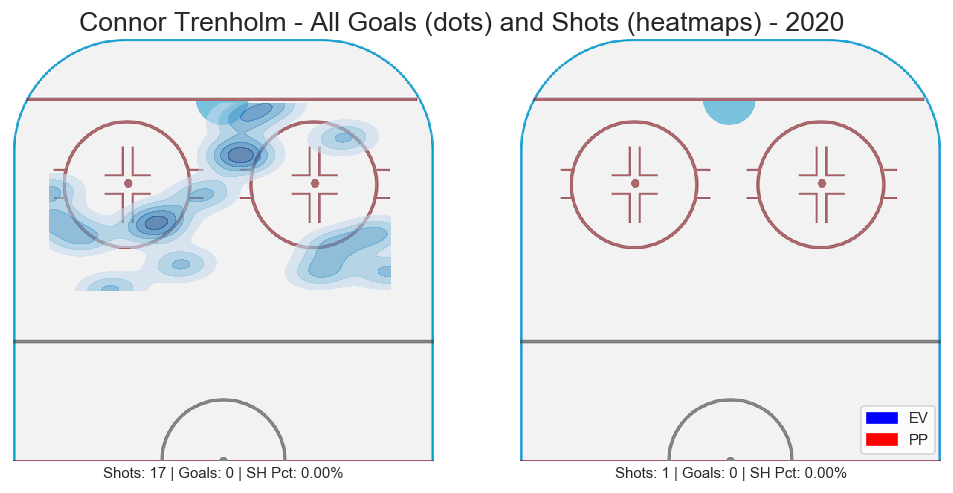 Connor Trenholm - All Goals (dots) and Shots (heatmaps) - 2020
EV
PP
Shots: 17 | Goals: 0 | SH Pct: 0.00%
Shots: 1 | Goals: 0 | SH Pct: 0.00%